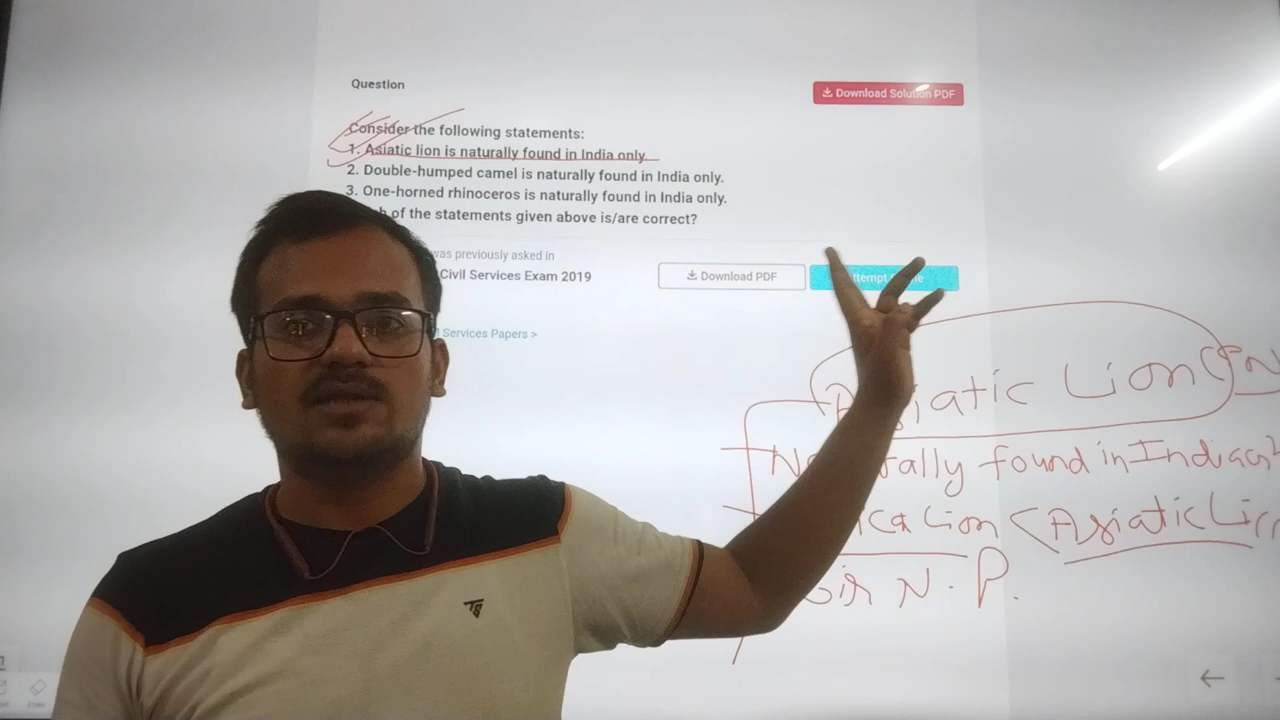 Question
Download Solution PDF
Consider the following statements:
1. Asiatic lion is naturally found in India only.
2. Double-humped camel is naturally found in India only.
3. One-horned rhinoceros is naturally found in India only.
of the statements given above is/are correct?
was previously asked in
Civil Services Exam 2019
Download PDF
Services Papers >
Asiatic Lion
found in India
Lion < Asiatic
Gir N.P.